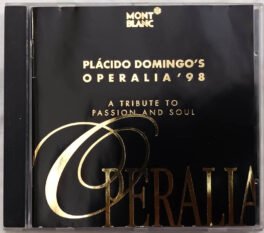 MONT
BLANC
PLÁCIDO DOMINGO'S
OPERALIA '98
A TRIBUTE TO
PASSION AND SOUL
OPERALIA